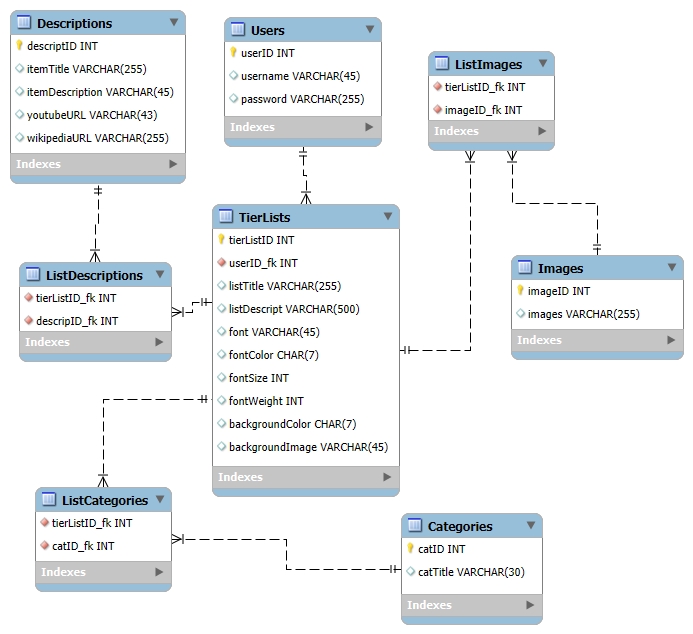 Descriptions
descriptID INT
itemTitle VARCHAR(255)
itemDescription VARCHAR(45)
youtubeURL VARCHAR(43)
wikipediaURL VARCHAR(255)
Indexes
Users
userID INT
username VARCHAR(45)
password VARCHAR(255)
Indexes
ListImages
tierListID_fk INT
imageID_fk INT
Indexes
TierLists
tierListID INT
userID_fk INT
listTitle VARCHAR(255)
listDescript VARCHAR(500)
font VARCHAR(45)
fontColor CHAR(7)
fontSize INT
fontWeight INT
backgroundColor CHAR(7)
backgroundImage VARCHAR(45)
Indexes
ListDescriptions
tierListID_fk INT
descripID_fk INT
Indexes
Images
imageID INT
images VARCHAR(255)
Indexes
ListCategories
tierListID_fk INT
catID_fk INT
Indexes
Categories
catID INT
catTitle VARCHAR(30)
Indexes